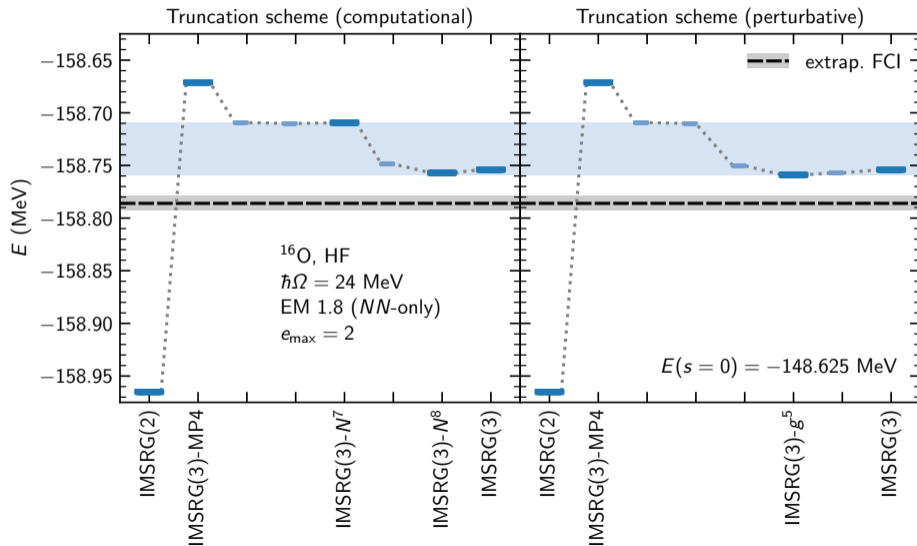 Truncation scheme (computational)
Truncation scheme (perturbative)
−158.65
−158.70
−158.75
−158.80
−158.85
−158.90
−158.95
E (MeV)
extrap. FCI
¹⁶O, HF
ℏΩ = 24 MeV
EM 1.8 (NN-only)
eₘₐₓ = 2
E(s = 0) = −148.625 MeV
IMSRG(2)
IMSRG(3)-MP4
IMSRG(3)-N⁷
IMSRG(3)-N⁸
IMSRG(3)
IMSRG(2)
IMSRG(3)-MP4
IMSRG(3)-g⁵
IMSRG(3)